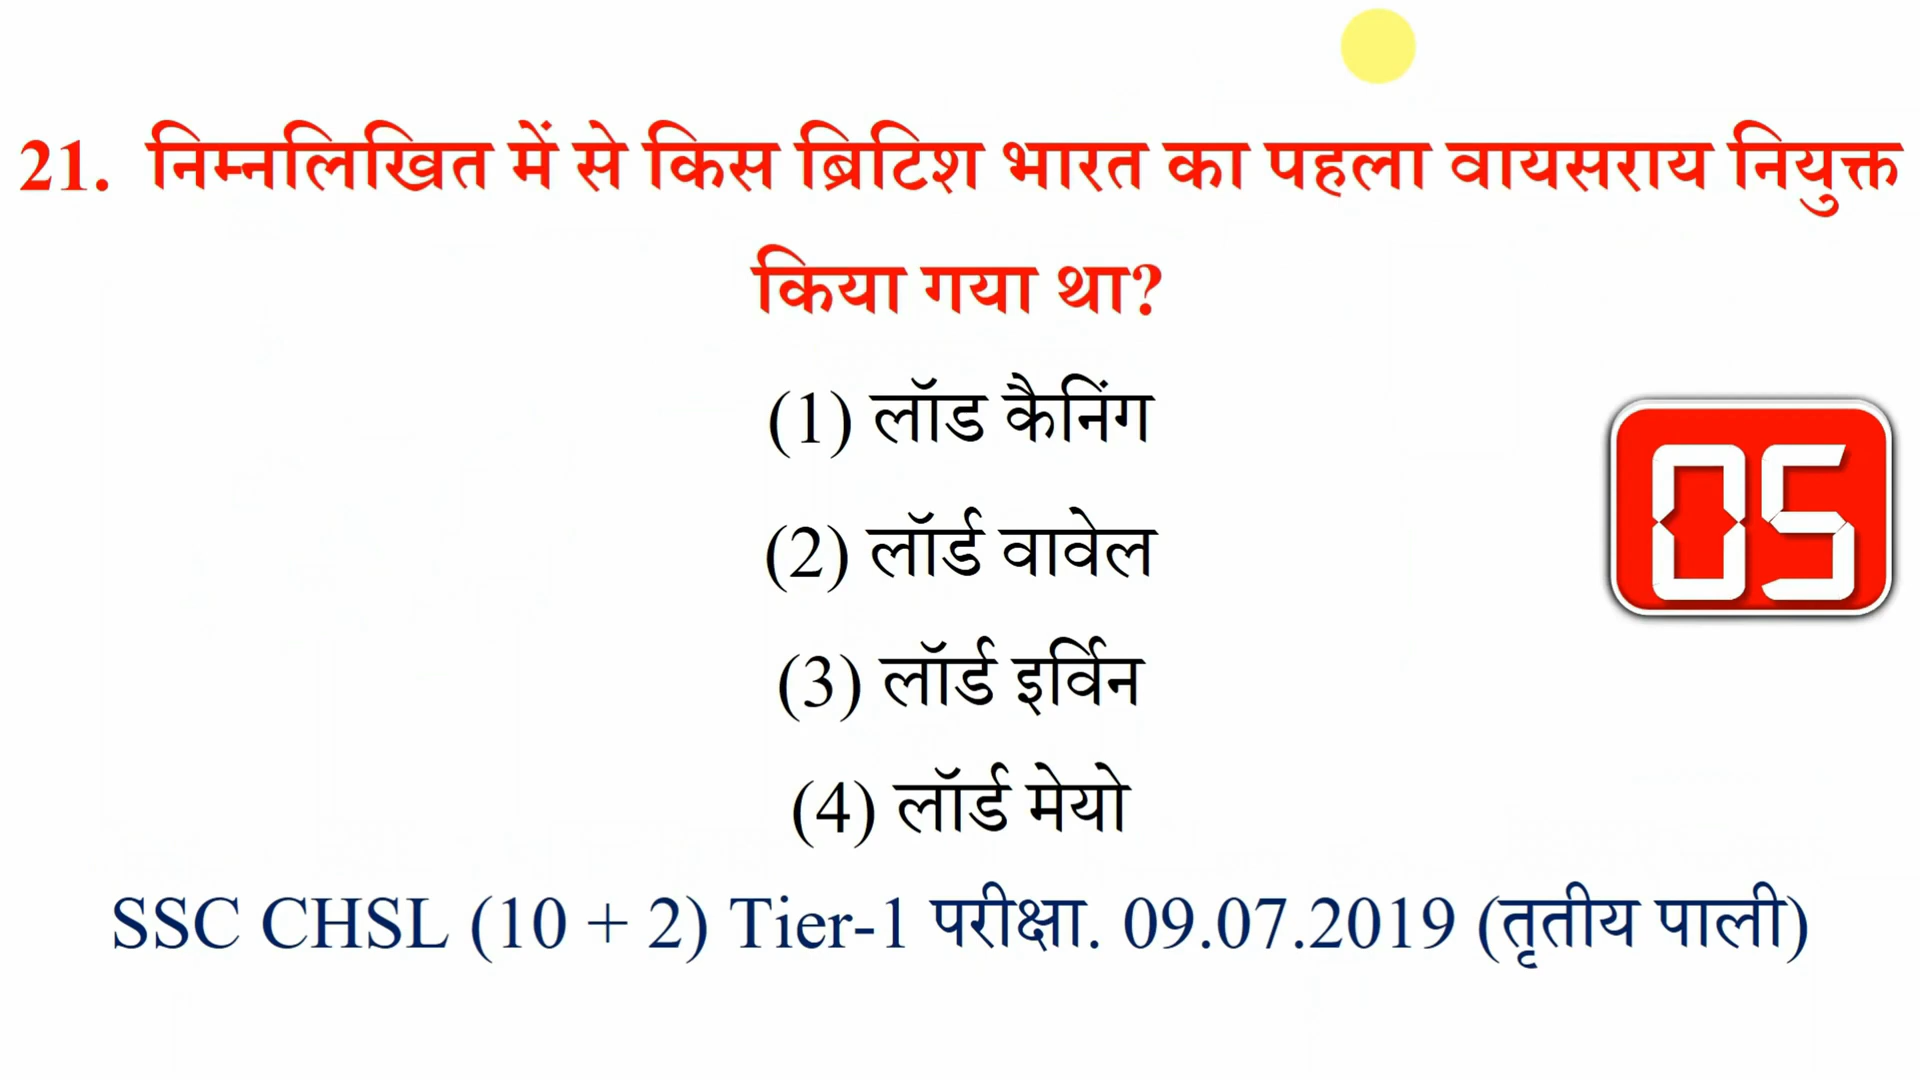 21. निम्नलिखित में से किस ब्रिटिश भारत का पहला वायसराय नियुक्त
किया गया था?
(1) लॉड कैनिंग
(2) लॉर्ड वावेल
(3) लॉर्ड इर्विन
(4) लॉर्ड मेयो
05
SSC CHSL (10 + 2) Tier-1 परीक्षा. 09.07.2019 (तृतीय पाली)